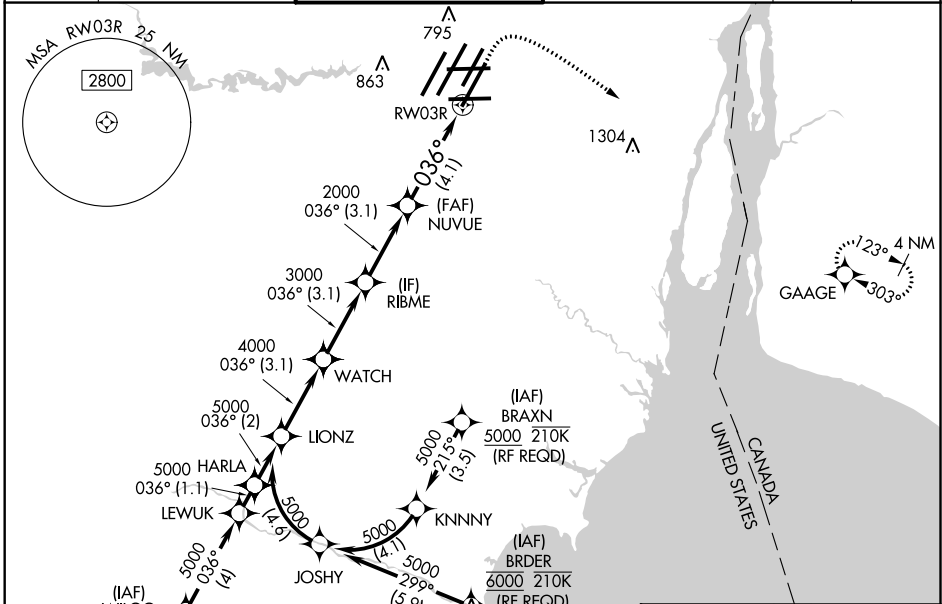 MSA RW03R 25 NM
2800
795
863
RW03R
1304
036°
(4.1)
2000
036° (3.1)
(FAF)
NUVUE
123°
4 NM
303°
GAAGE
3000
036° (3.1)
(IF)
RIBME
4000
036° (3.1)
WATCH
5000
036° (2)
LIONZ
(IAF)
BRAXN
5000 210K
(RF REQD)
5000
215°
(3.5)
CANADA
UNITED STATES
HARLA
5000
036° (1.1)
LEWUK
5000
(4.6)
KNNNY
5000
(4.1)
JOSHY
5000
036°
(4)
5000
299°
(IAF)
BRDER
6000 210K
(RF REQD)
(IAF)